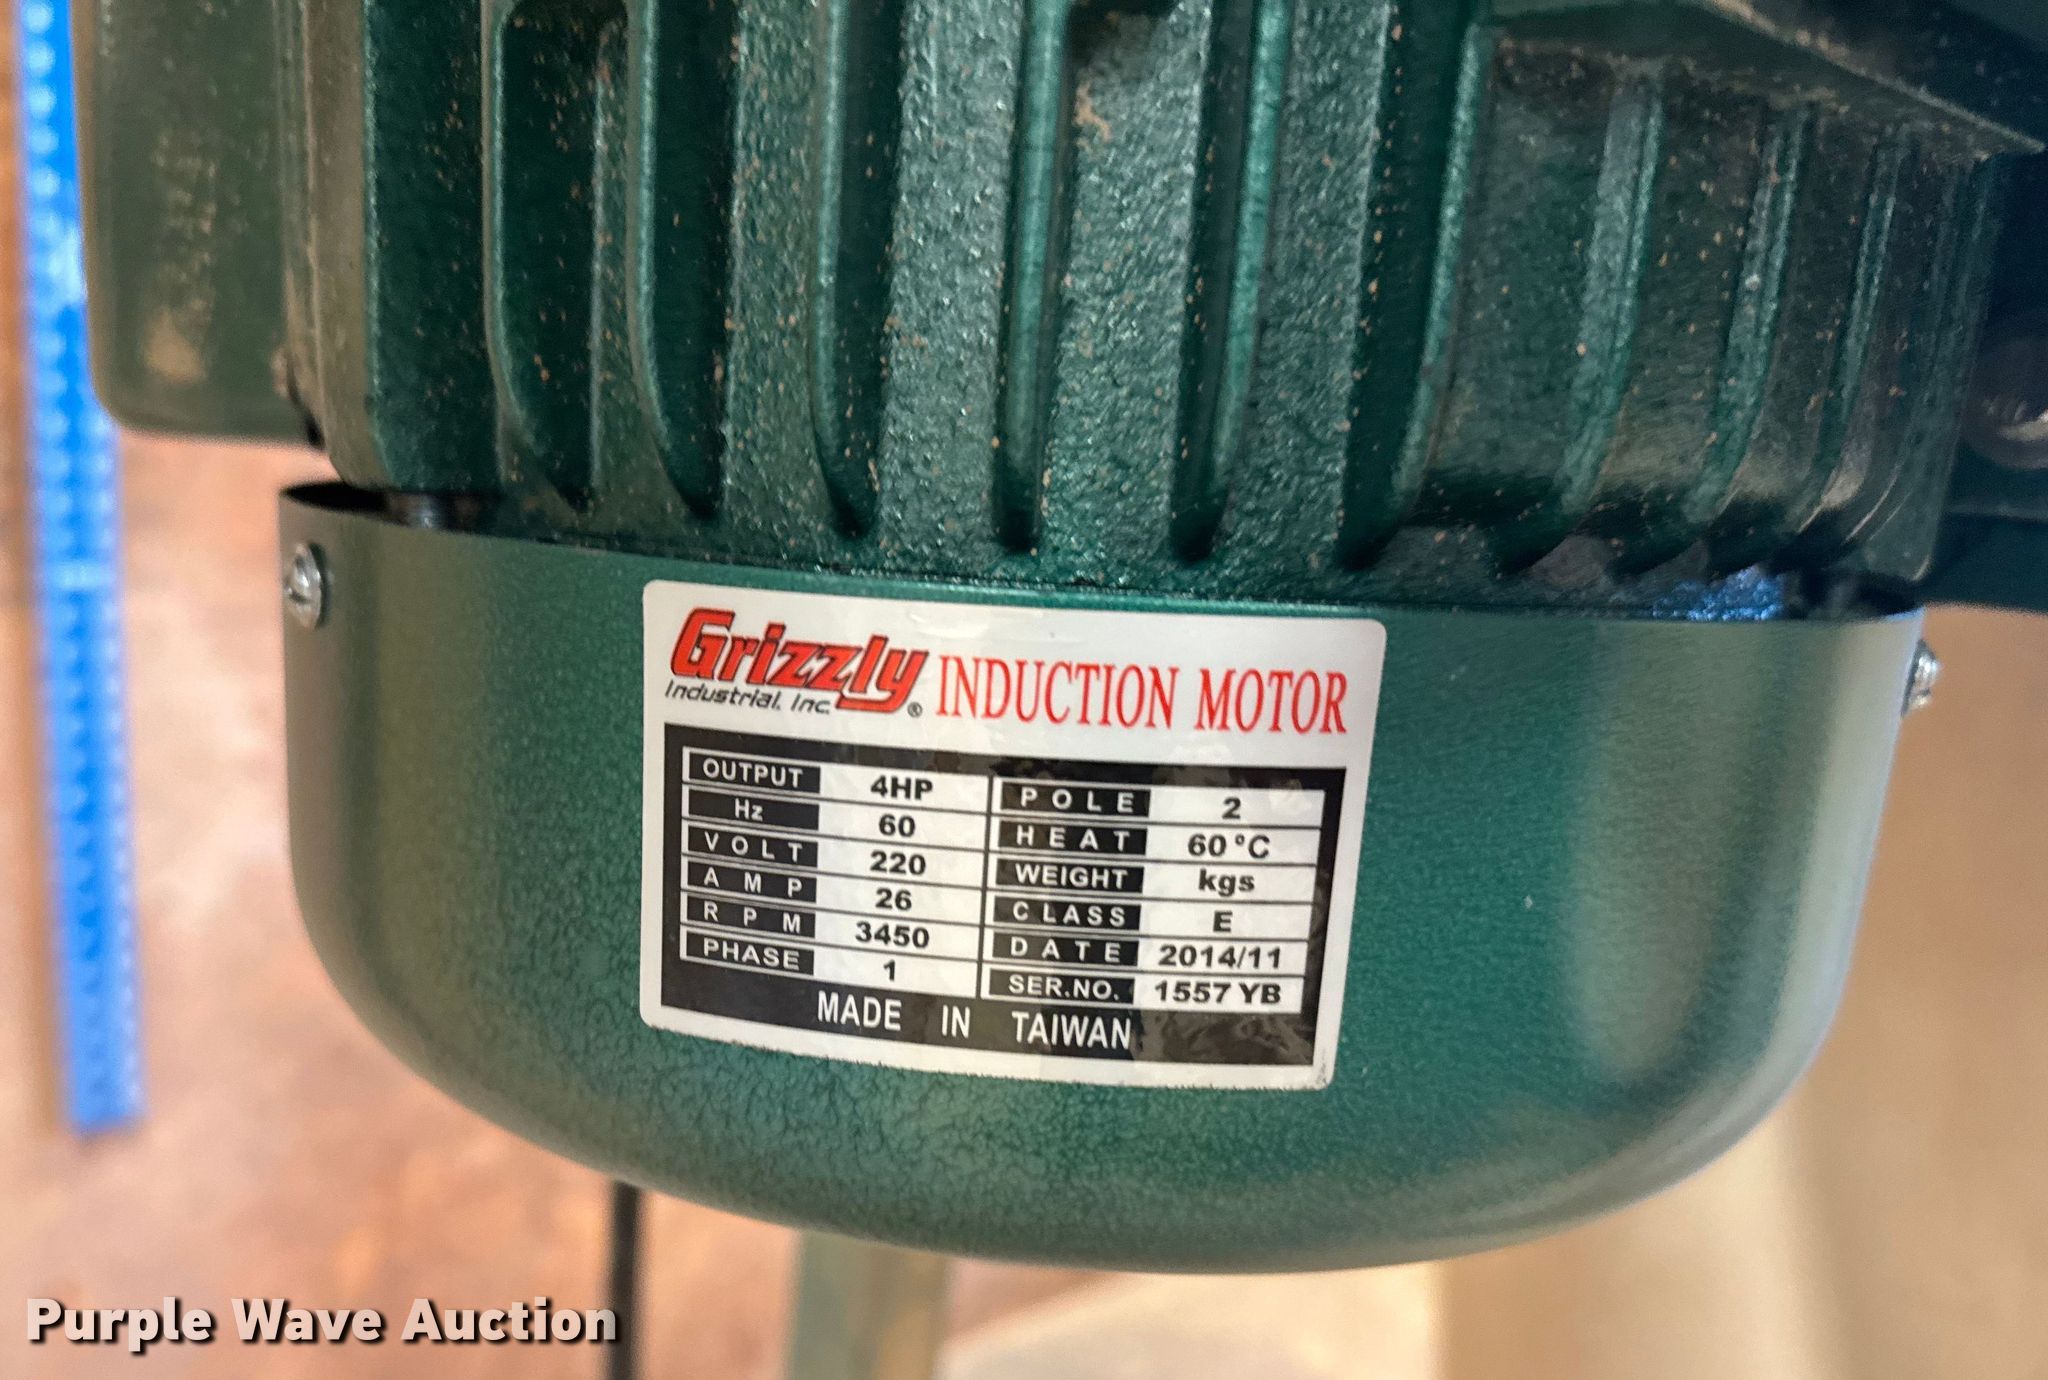 Grizzly ® INDUCTION MOTOR
Industrial, Inc.
OUTPUT 4HP POLE 2
Hz 60 HEAT 60°C
VOLT 220 WEIGHT kgs
AMP 26 CLASS E
RPM 3450 DATE 2014/11
PHASE 1 SER.NO. 1557 YB
MADE IN TAIWAN
Purple Wave Auction